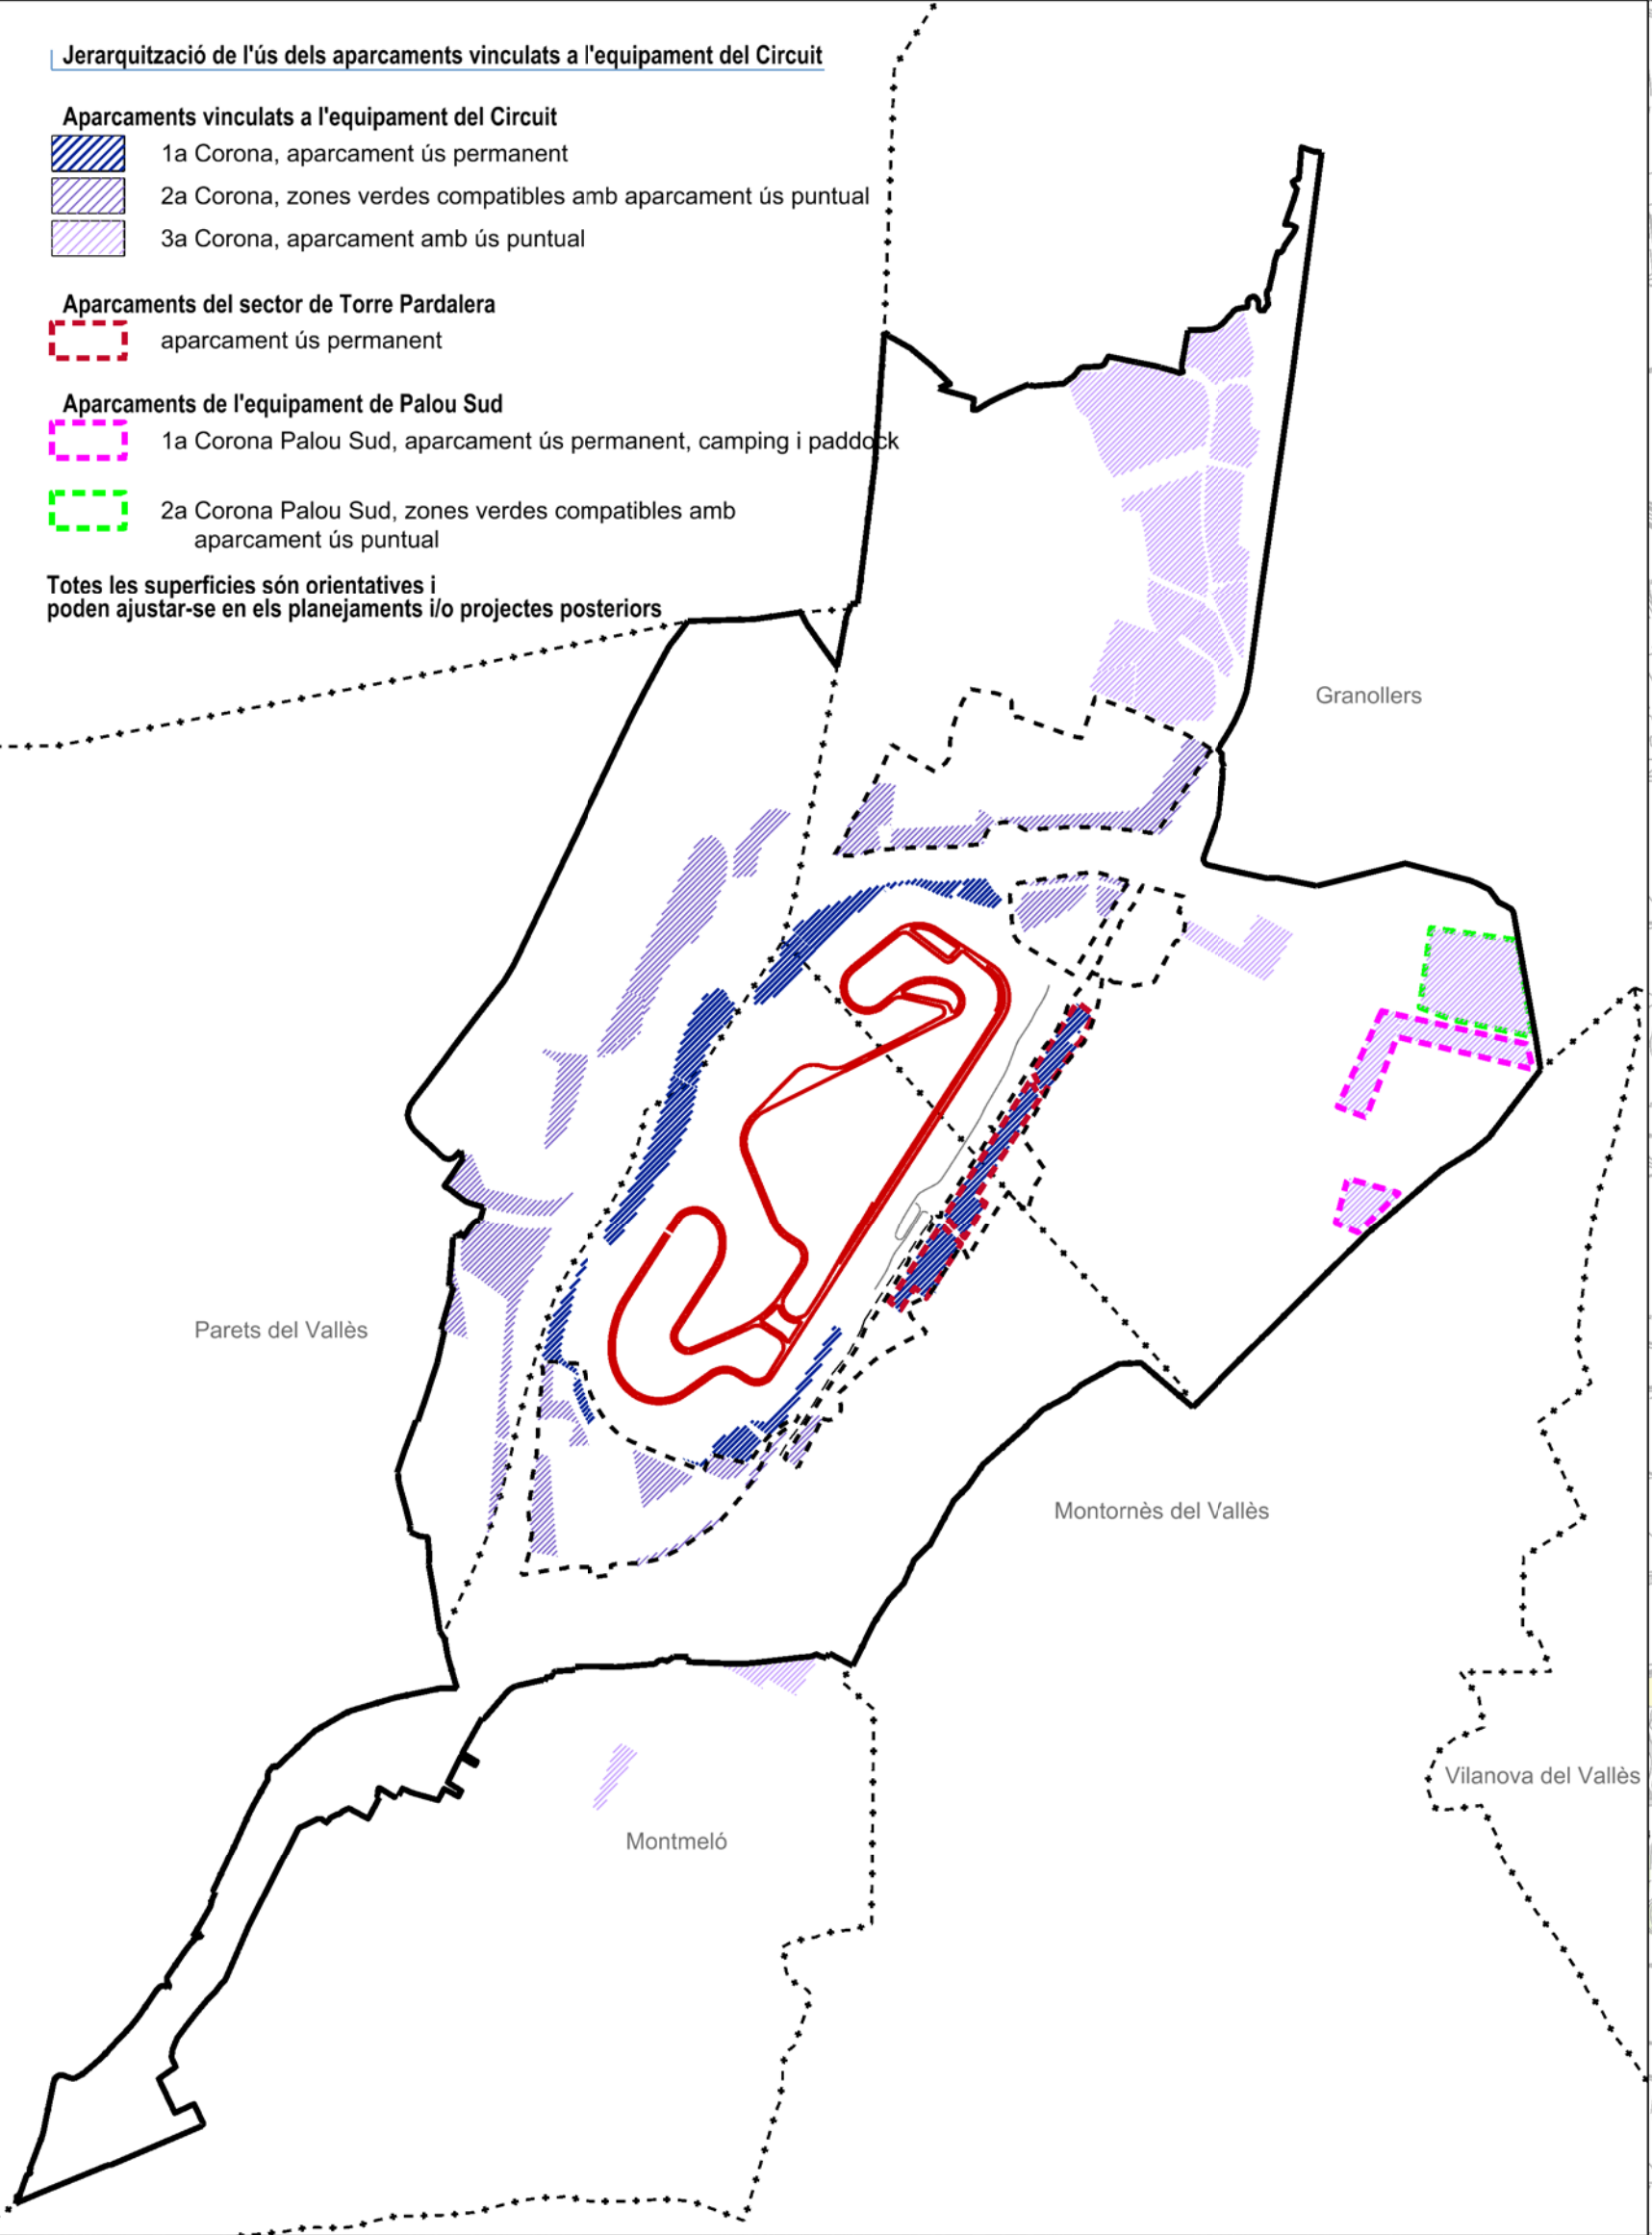 Jerarquització de l'ús dels aparcaments vinculats a l'equipament del Circuit
Aparcaments vinculats a l'equipament del Circuit
1a Corona, aparcament ús permanent
2a Corona, zones verdes compatibles amb aparcament ús puntual
3a Corona, aparcament amb ús puntual
Aparcaments del sector de Torre Pardalera
aparcament ús permanent
Aparcaments de l'equipament de Palou Sud
1a Corona Palou Sud, aparcament ús permanent, camping i paddock
2a Corona Palou Sud, zones verdes compatibles amb
aparcament ús puntual
Totes les superficies són orientatives i
poden ajustar-se en els planejaments i/o projectes posteriors
Granollers
Parets del Vallès
Montornès del Vallès
Vilanova del Vallès
Montmeló